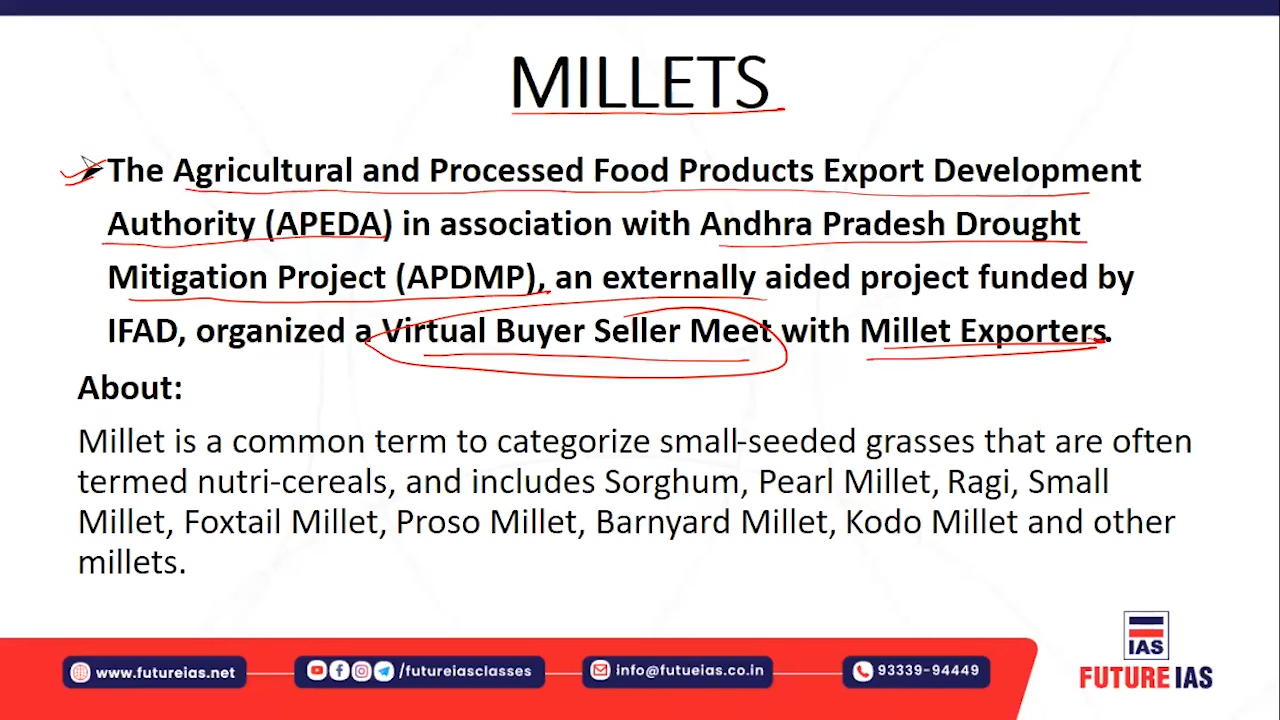 MILLETS
The Agricultural and Processed Food Products Export Development
Authority (APEDA) in association with Andhra Pradesh Drought
Mitigation Project (APDMP), an externally aided project funded by
IFAD, organized a Virtual Buyer Seller Meet with Millet Exporters.
About:
Millet is a common term to categorize small-seeded grasses that are often
termed nutri-cereals, and includes Sorghum, Pearl Millet, Ragi, Small
Millet, Foxtail Millet, Proso Millet, Barnyard Millet, Kodo Millet and other
millets.
www.futureias.net
/futureiasclasses
info@futueias.co.in
93339-94449
IAS
FUTURE IAS